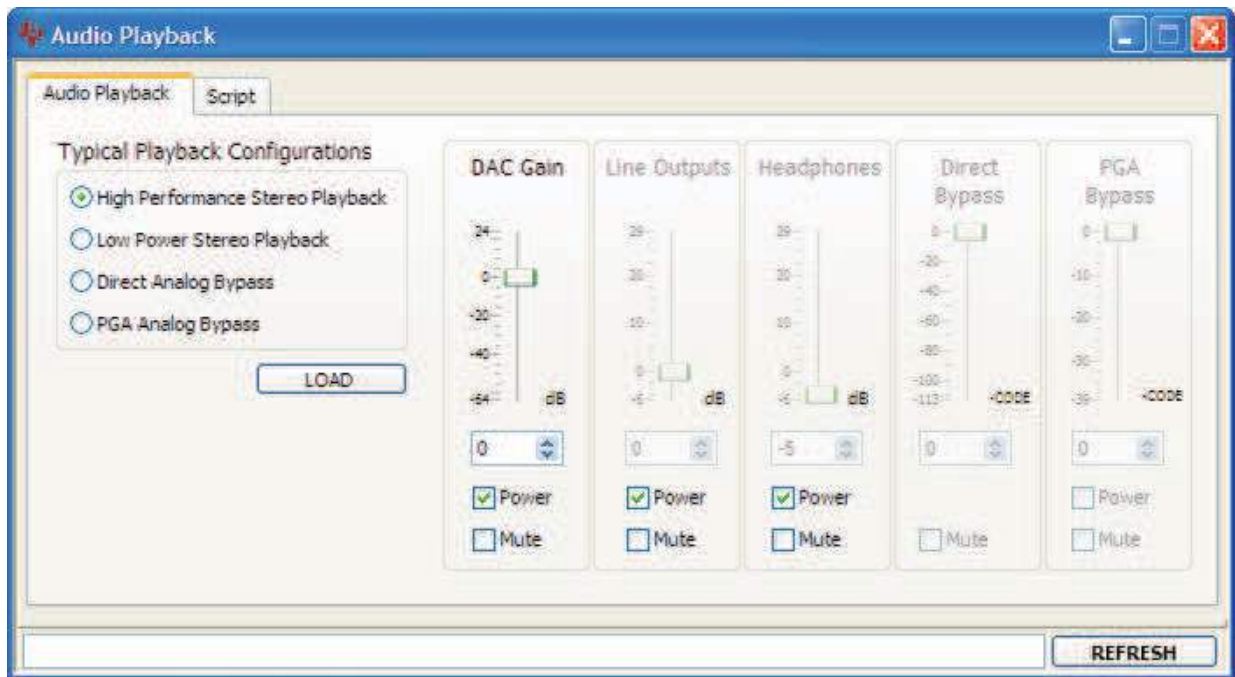 Audio Playback
Audio Playback Script
Typical Playback Configurations
High Performance Stereo Playback
Low Power Stereo Playback
Direct Analog Bypass
PGA Analog Bypass
LOAD
DAC Gain
24
0
-20
-40
-64
dB
0
Power
Mute
Line Outputs
29
20
10
0
-6
dB
0
Power
Mute
Headphones
29
20
10
0
-6
dB
-5
Power
Mute
Direct
Bypass
0
-20
-40
-60
-80
-100
-113
-CODE
0
Mute
PGA
Bypass
0
-10
-20
-30
-36
-CODE
0
Power
Mute
REFRESH